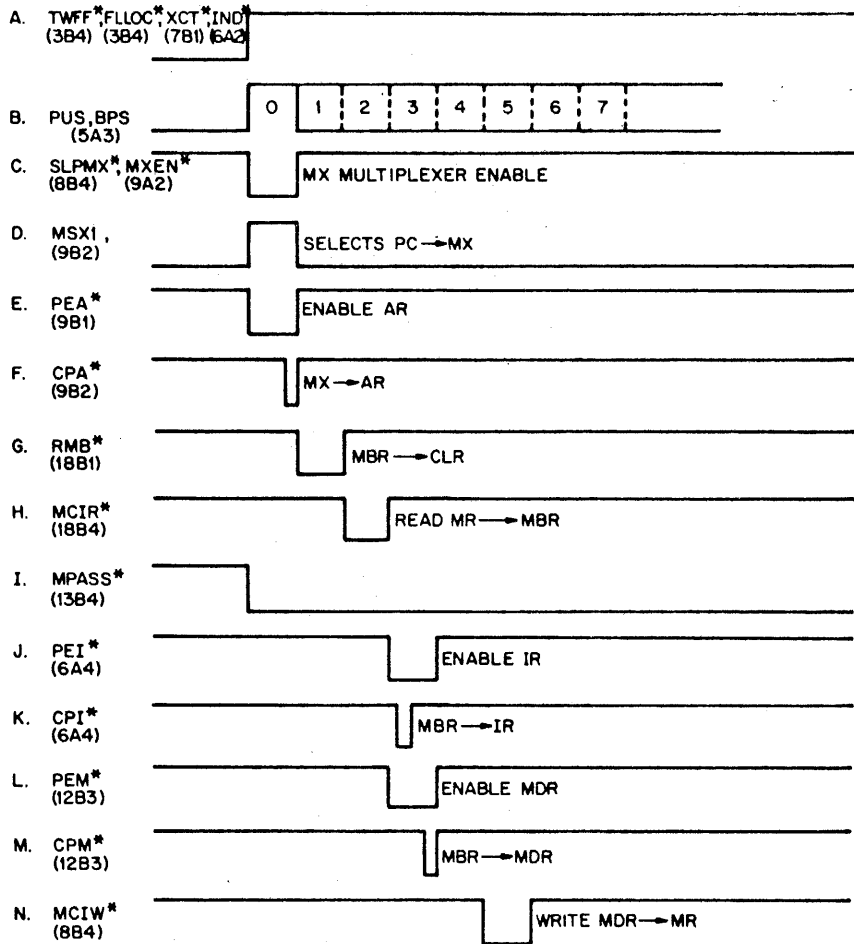 A. TWFF*, FLLOC*, XCT*, IND*
(3B4) (3B4) (7B1) (6A2)
B. PUS, BPS
(5A3)
0 1 2 3 4 5 6 7
C. SLPMX*, MXEN*
(8B4) (9A2)
MX MULTIPLEXER ENABLE
D. MSX1,
(9B2)
SELECTS PC→MX
E. PEA*
(9B1)
ENABLE AR
F. CPA*
(9B2)
MX→AR
G. RMB*
(18B1)
MBR→CLR
H. MCIR*
(18B4)
READ MR→MBR
I. MPASS*
(13B4)
J. PEI*
(6A4)
ENABLE IR
K. CPI*
(6A4)
MBR→IR
L. PEM*
(12B3)
ENABLE MDR
M. CPM*
(12B3)
MBR→MDR
N. MCIW*
(8B4)
WRITE MDR→MR